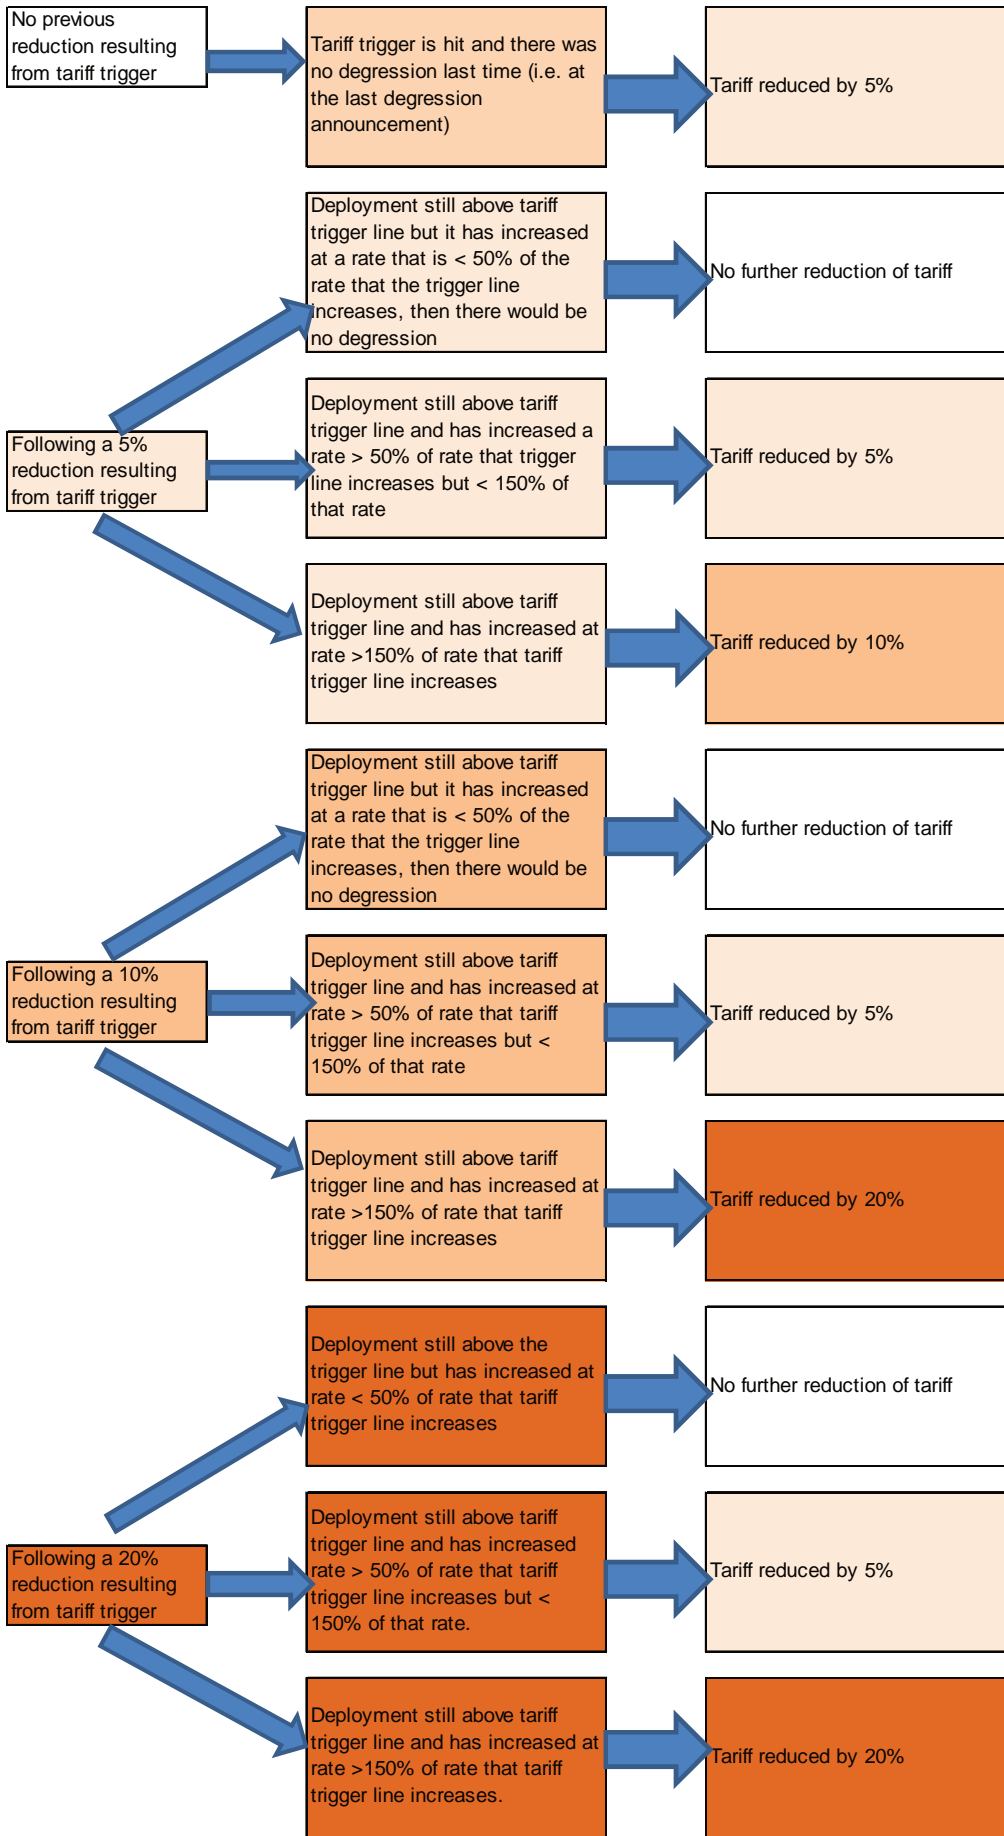 No previous
reduction resulting
from tariff trigger
Tariff trigger is hit and there was
no degression last time (i.e. at
the last degression
announcement)
Tariff reduced by 5%
Deployment still above tariff
trigger line but it has increased
at a rate that is < 50% of the
rate that the trigger line
increases, then there would be
no degression
No further reduction of tariff
Following a 5%
reduction resulting
from tariff trigger
Deployment still above tariff
trigger line and has increased a
rate > 50% of rate that trigger
line increases but < 150% of
that rate
Tariff reduced by 5%
Deployment still above tariff
trigger line and has increased at
rate >150% of rate that tariff
trigger line increases
Tariff reduced by 10%
Deployment still above tariff
trigger line but it has increased
at a rate that is < 50% of the
rate that the trigger line
increases, then there would be
no degression
No further reduction of tariff
Following a 10%
reduction resulting
from tariff trigger
Deployment still above tariff
trigger line and has increased at
rate > 50% of rate that tariff
trigger line increases but <
150% of that rate
Tariff reduced by 5%
Deployment still above tariff
trigger line and has increased at
rate >150% of rate that tariff
trigger line increases
Tariff reduced by 20%
Deployment still above the
trigger line but has increased at
rate < 50% of rate that tariff
trigger line increases
No further reduction of tariff
Following a 20%
reduction resulting
from tariff trigger
Deployment still above tariff
trigger line and has increased
rate > 50% of rate that tariff
trigger line increases but <
150% of that rate.
Tariff reduced by 5%
Deployment still above tariff
trigger line and has increased at
rate >150% of rate that tariff
trigger line increases.
Tariff reduced by 20%